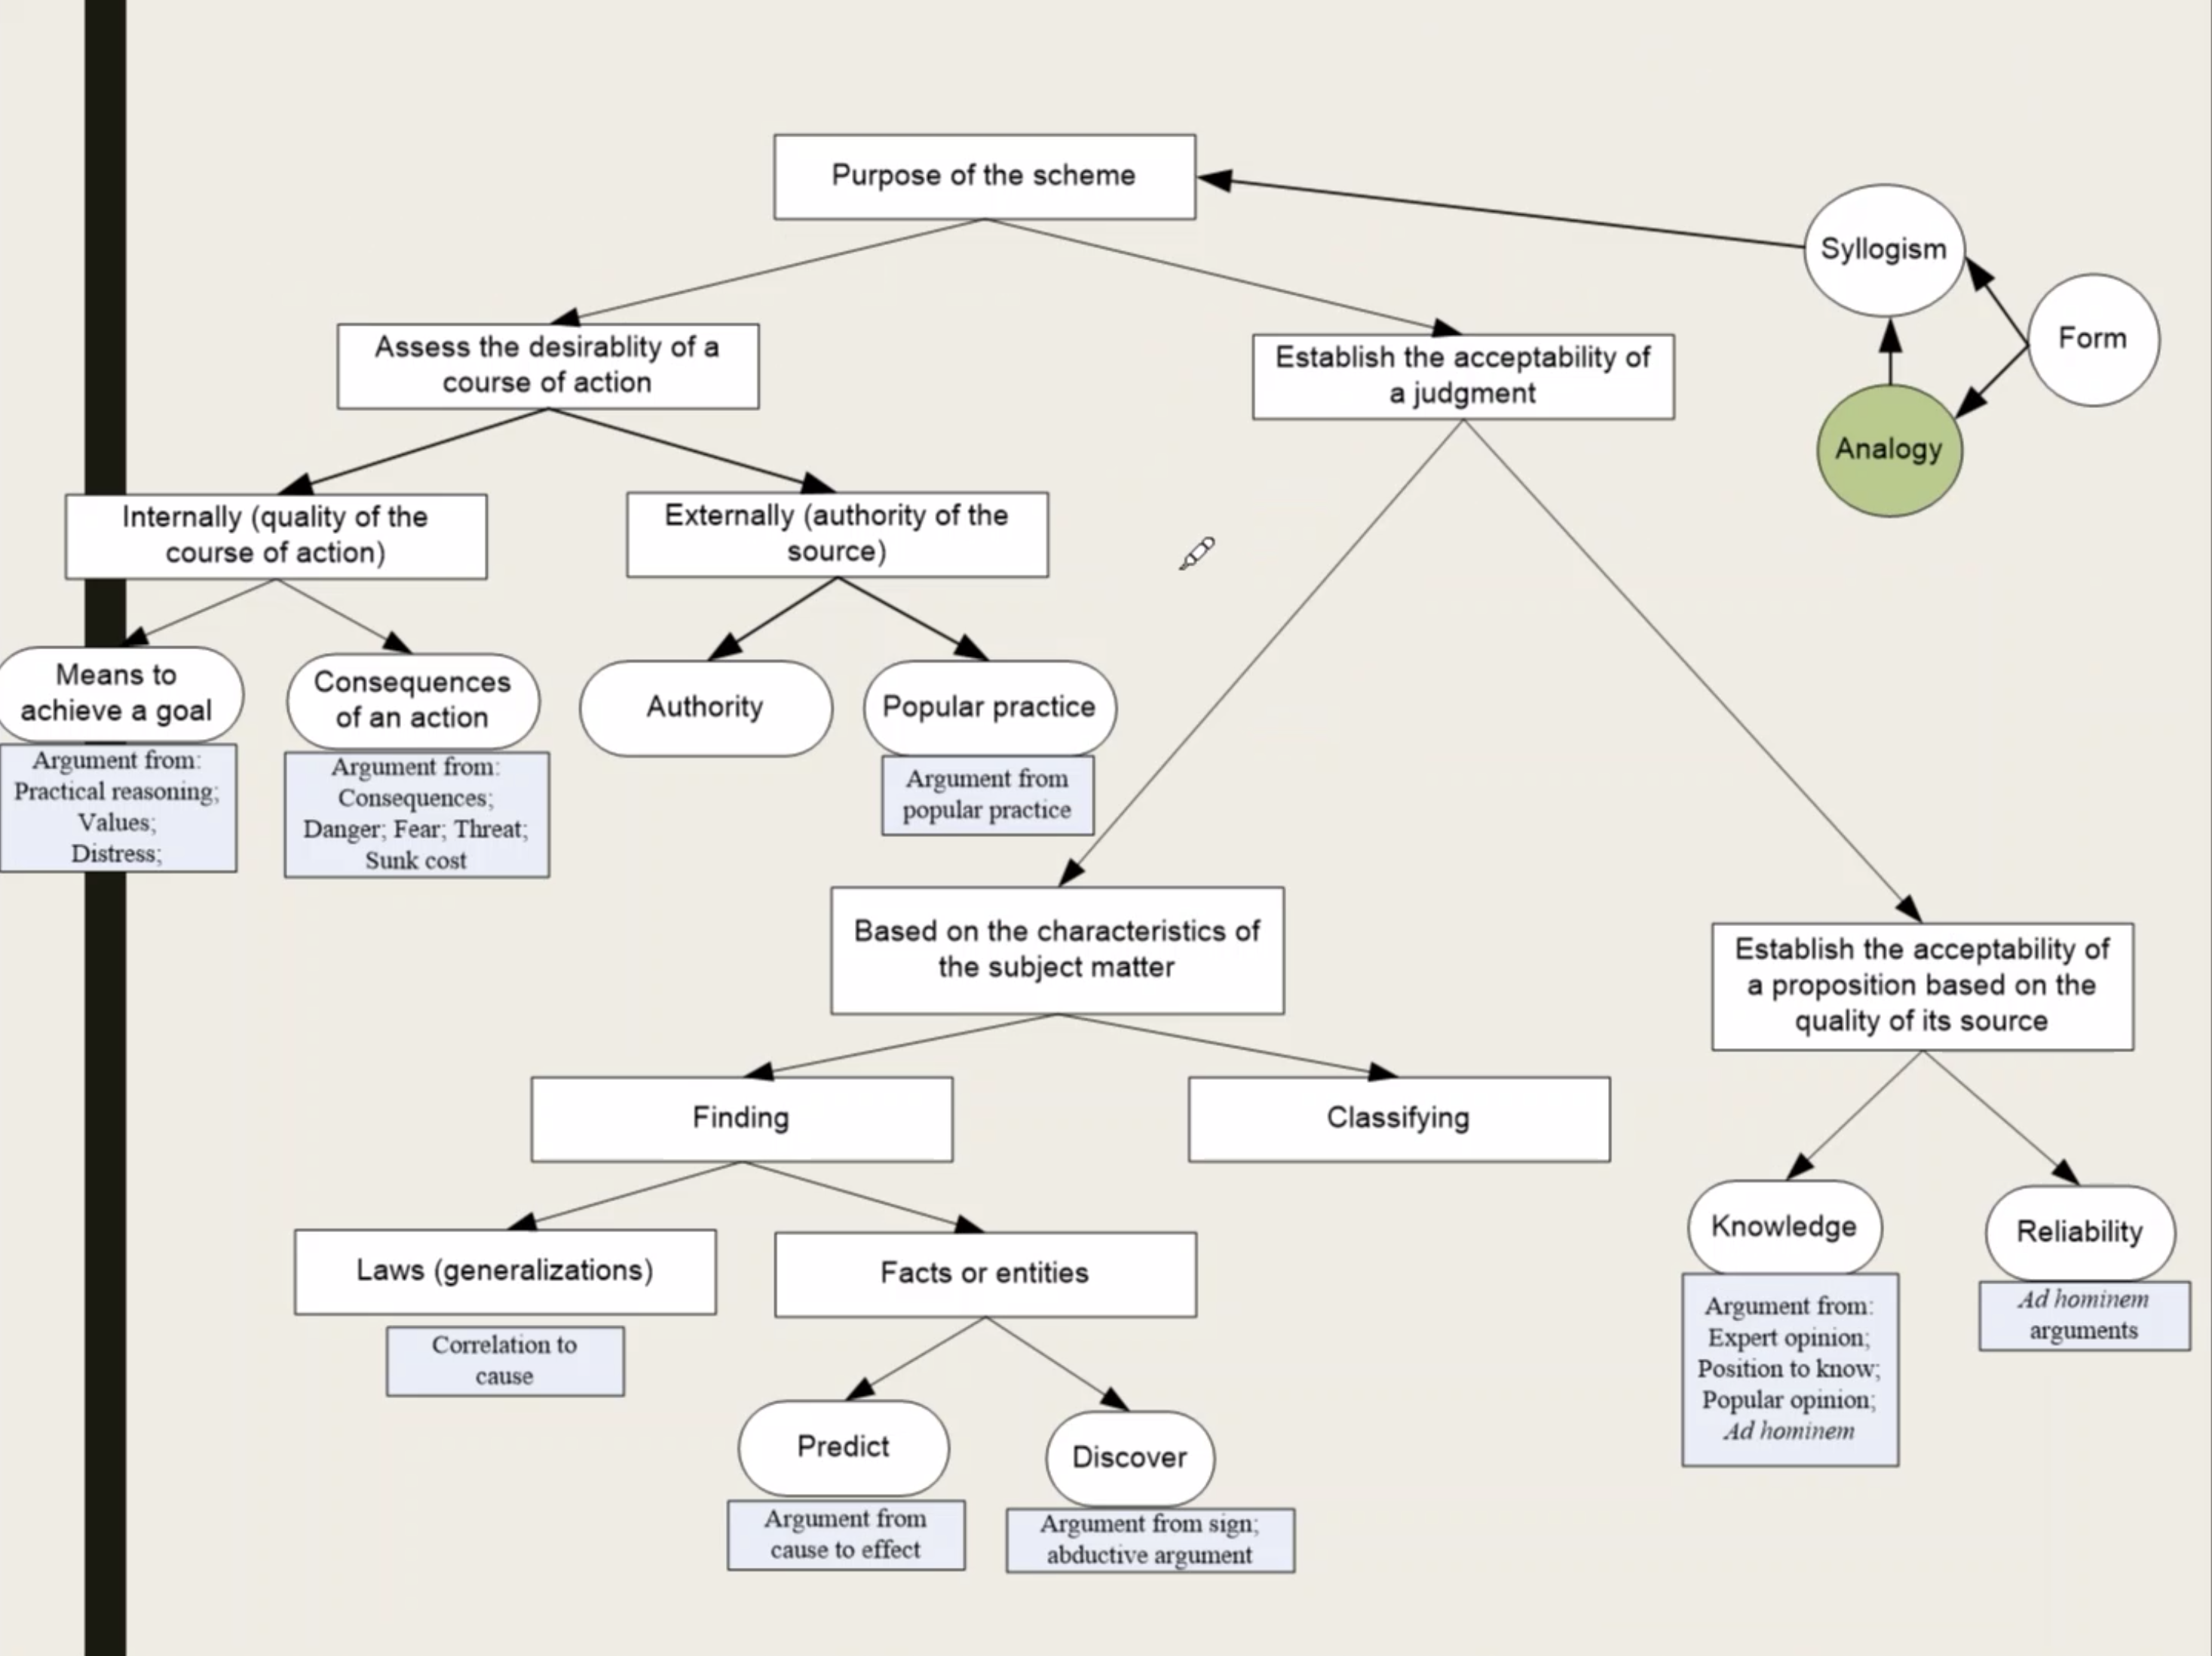 Purpose of the scheme
Syllogism
Form
Analogy
Assess the desirablity of a
course of action
Establish the acceptability of
a judgment
Internally (quality of the
course of action)
Externally (authority of the
source)
Means to
achieve a goal
Argument from:
Practical reasoning;
Values;
Distress;
Consequences
of an action
Argument from:
Consequences;
Danger; Fear; Threat;
Sunk cost
Authority
Popular practice
Argument from
popular practice
Based on the characteristics of
the subject matter
Establish the acceptability of
a proposition based on the
quality of its source
Finding
Classifying
Laws (generalizations)
Correlation to
cause
Facts or entities
Predict
Argument from
cause to effect
Discover
Argument from sign;
abductive argument
Knowledge
Argument from:
Expert opinion;
Position to know;
Popular opinion;
Ad hominem
Reliability
Ad hominem
arguments